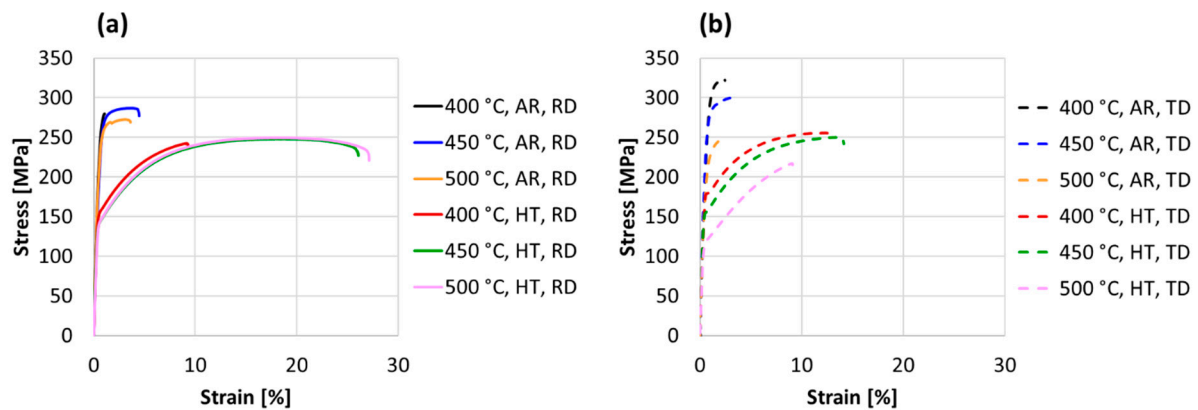 (a)
350
300
250
200
150
100
50
0
Stress [MPa]
0 10 20 30
Strain [%]
400 °C, AR, RD
450 °C, AR, RD
500 °C, AR, RD
400 °C, HT, RD
450 °C, HT, RD
500 °C, HT, RD
(b)
350
300
250
200
150
100
50
0
Stress [MPa]
0 10 20 30
Strain [%]
400 °C, AR, TD
450 °C, AR, TD
500 °C, AR, TD
400 °C, HT, TD
450 °C, HT, TD
500 °C, HT, TD